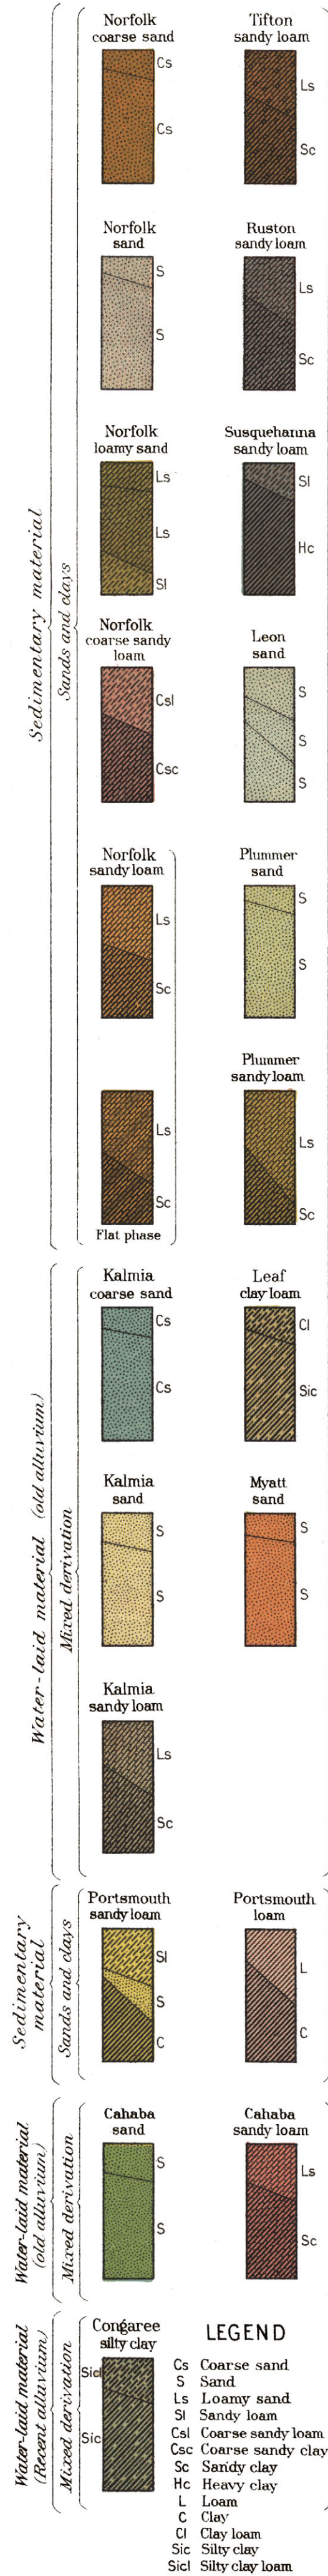 Sedimentary material
Sands and clays
Norfolk
coarse sand
Cs
Cs
Tifton
sandy loam
Ls
Sc
Norfolk
sand
S
S
Ruston
sandy loam
Ls
Sc
Norfolk
loamy sand
Ls
Ls
Sl
Susquehanna
sandy loam
Sl
Hc
Norfolk
coarse sandy
loam
Csl
Csc
Leon
sand
S
S
S
Norfolk
sandy loam
Ls
Sc
Plummer
sand
S
S
Ls
Sc
Flat phase
Plummer
sandy loam
Ls
Sc
Water-laid material (old alluvium)
Mixed derivation
Kalmia
coarse sand
Cs
Cs
Leaf
clay loam
Cl
Sic
Kalmia
sand
S
S
Myatt
sand
S
S
Kalmia
sandy loam
Ls
Sc
Sedimentary
material
Sands and clays
Portsmouth
sandy loam
Sl
S
C
Portsmouth
loam
L
C
Water-laid material
(old alluvium)
Mixed derivation
Cahaba
sand
S
S
Cahaba
sandy loam
Ls
Sc
Water-laid material
(Recent alluvium)
Mixed derivation
Congaree
silty clay
Sicl
Sic
LEGEND
Cs Coarse sand
S Sand
Ls Loamy sand
Sl Sandy loam
Csl Coarse sandy loam
Csc Coarse sandy clay
Sc Sandy clay
Hc Heavy clay
L Loam
C Clay
Cl Clay loam
Sic Silty clay
Sicl Silty clay loam